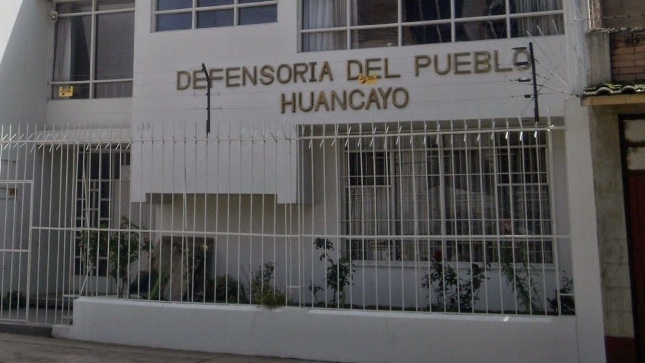 DEFENSORIA DEL PUEBLO
HUANCAYO